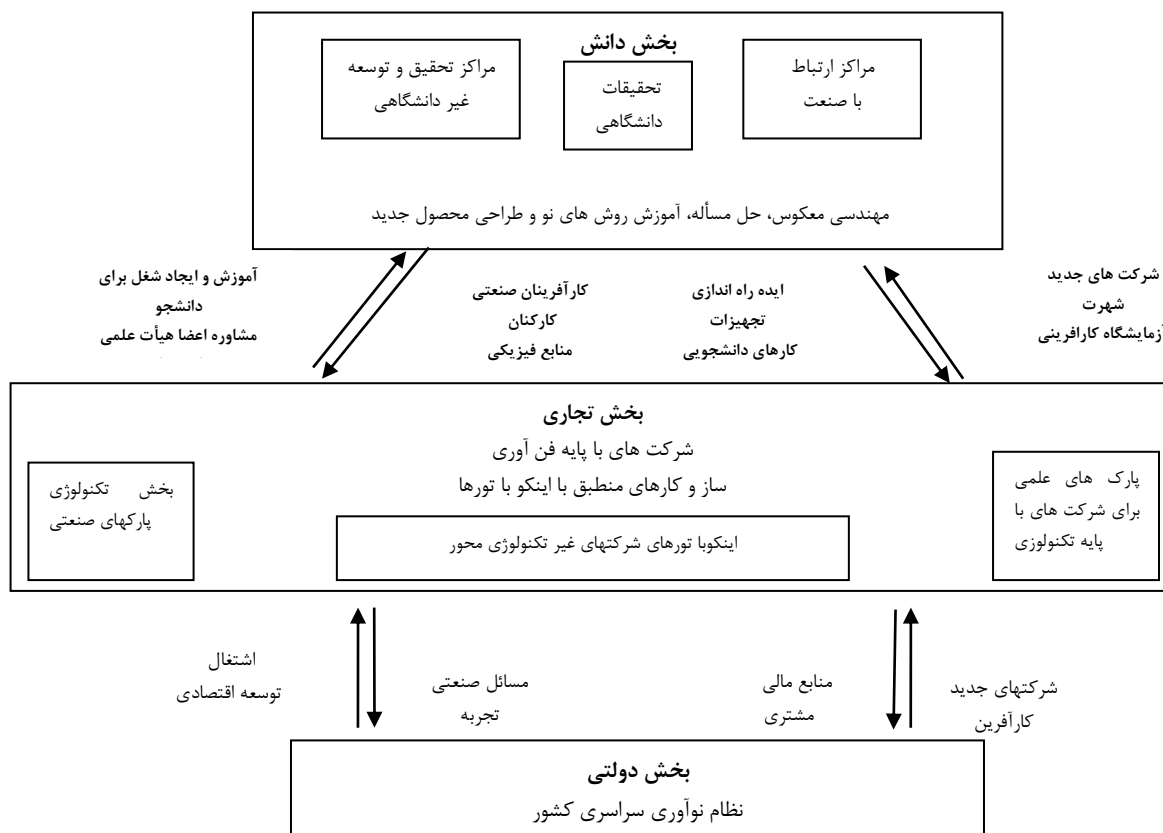 بخش دانش
مراکز ارتباط
با صنعت
تحقیقات
دانشگاهی
مراکز تحقیق و توسعه
غیر دانشگاهی
مهندسی معکوس، حل مسأله، آموزش روش های نو و طراحی محصول جدید
شرکت های جدید
شهرت
آزمایشگاه کارافرینی
ایده راه اندازی
تجهیزات
کارهای دانشجویی
کارآفرینان صنعتی
کارکنان
منابع فیزیکی
آموزش و ایجاد شغل برای
دانشجو
مشاوره اعضا هیأت علمی
بخش تجاری
شرکت های با پایه فن آوری
ساز و کارهای منطبق با اینکو با تورها
پارک های علمی
برای شرکت های با
پایه تکنولوزی
اینکوبا تورهای شرکتهای غیر تکنولوژی محور
بخش تکنولوژی
پارکهای صنعتی
شرکتهای جدید
کارآفرین
منابع مالی
مشتری
مسائل صنعتی
تجربه
اشتغال
توسعه اقتصادی
بخش دولتی
نظام نوآوری سراسری کشور